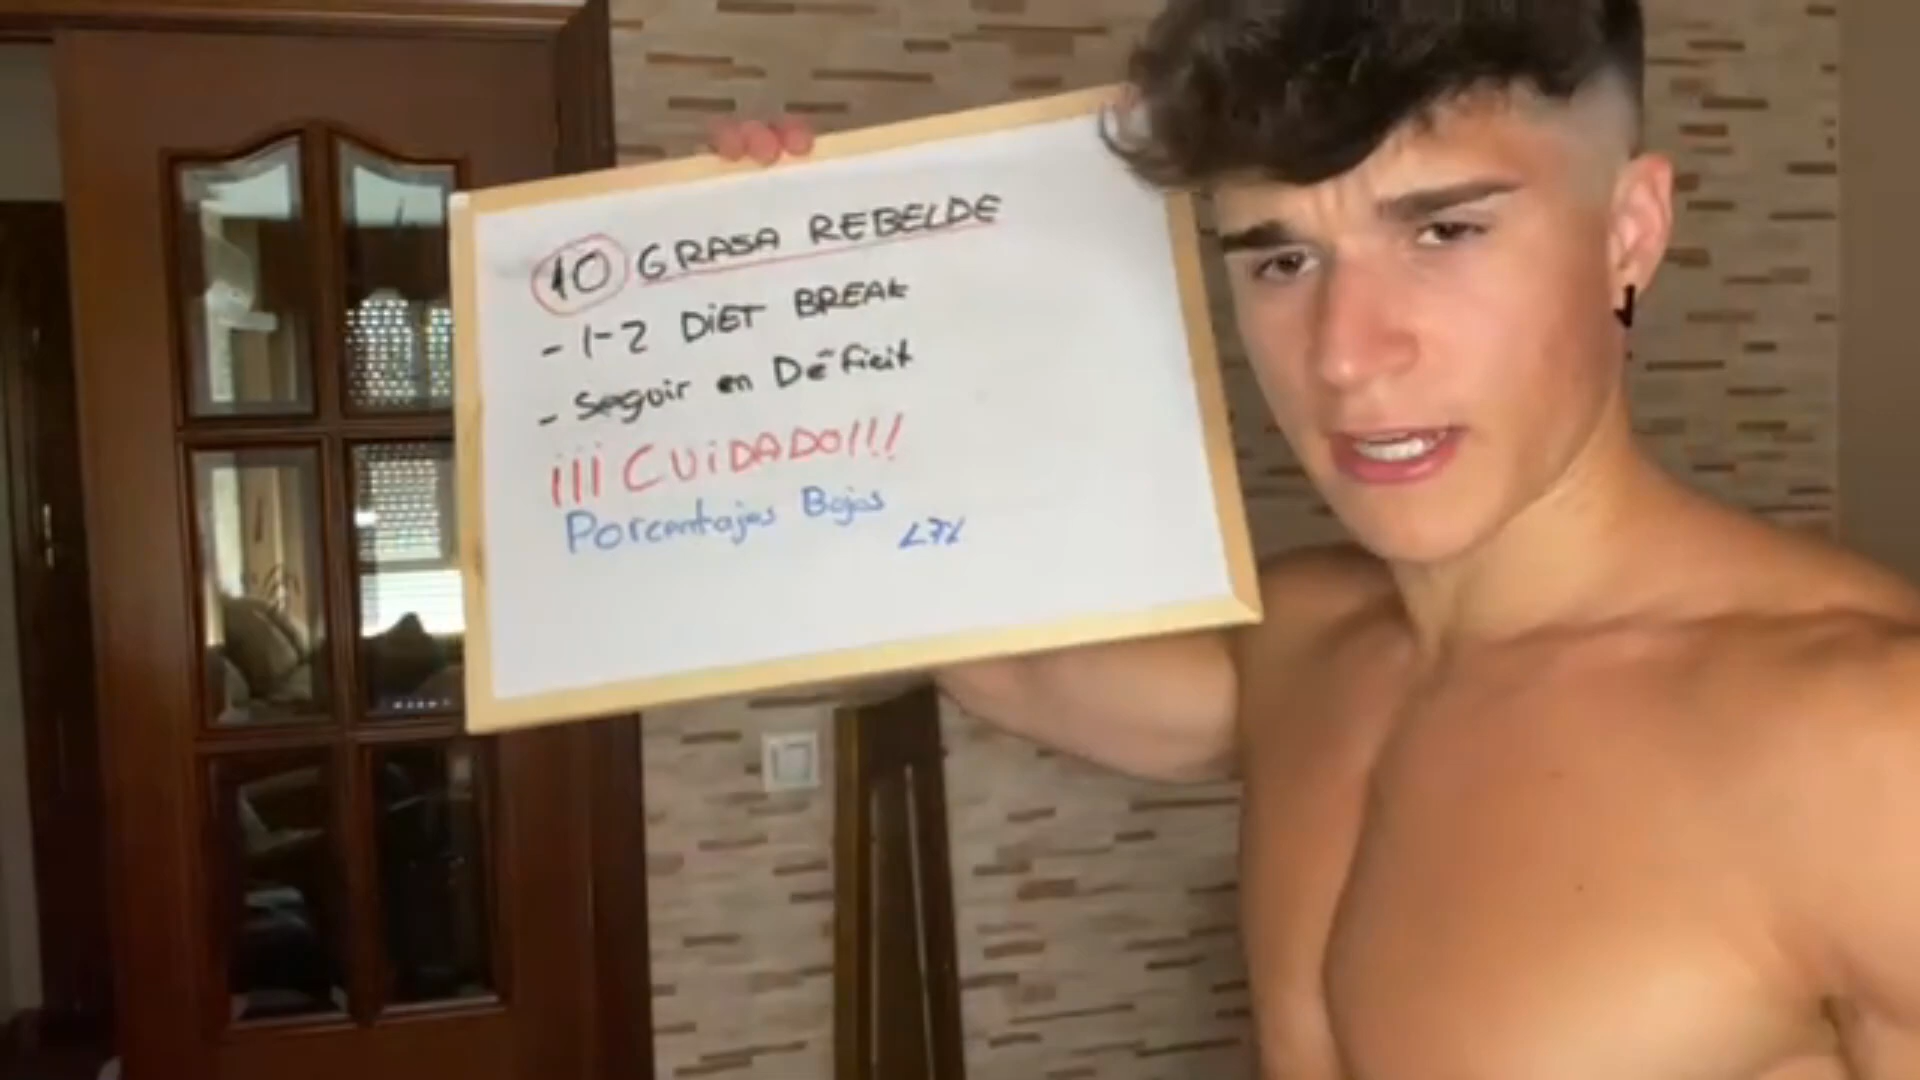 10 GRASA REBELDE
- 1-2 DiET BREAK
- Seguir en Déficit
¡¡¡CUiDADO!!!
Porcentajes Bajos
<7%